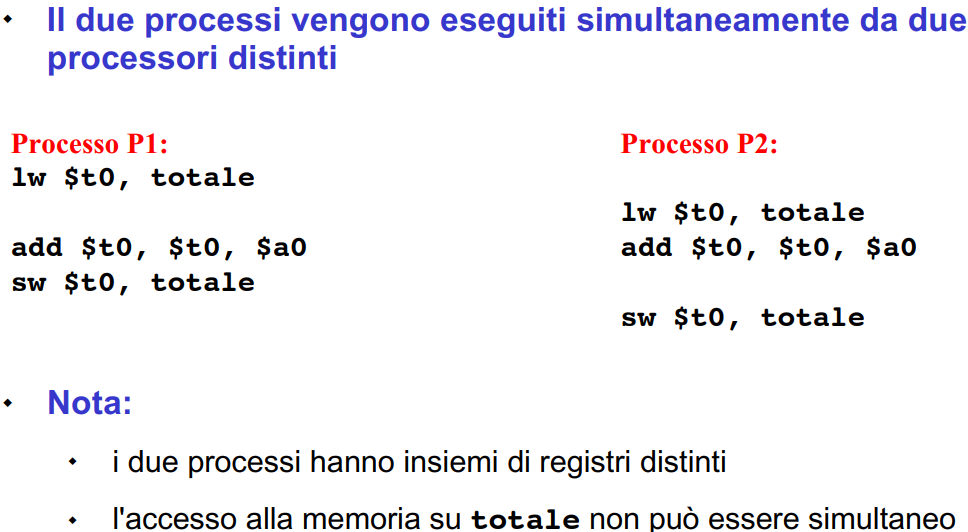 Il due processi vengono eseguiti simultaneamente da due
processori distinti
Processo P1:
lw $t0, totale
add $t0, $t0, $a0
sw $t0, totale
Processo P2:
lw $t0, totale
add $t0, $t0, $a0
sw $t0, totale
Nota:
i due processi hanno insiemi di registri distinti
l'accesso alla memoria su totale non può essere simultaneo